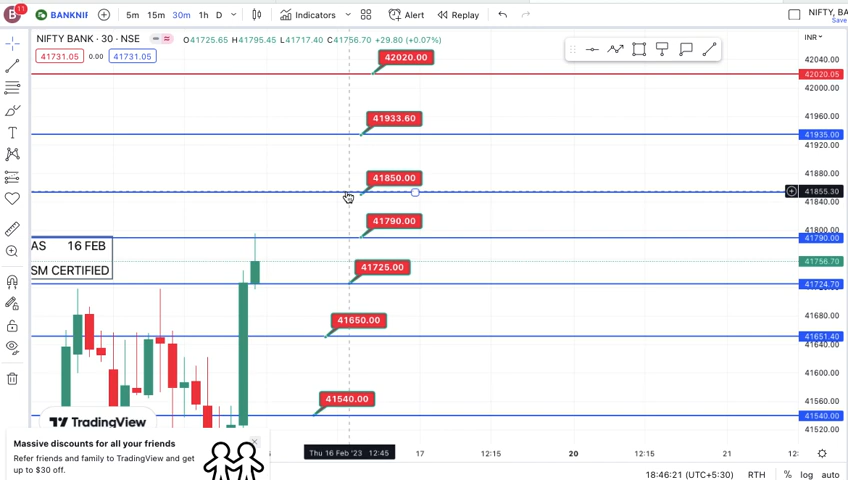 B 11 BANKNIF 5m 15m 30m 1h D Indicators Alert Replay NIFTY, BA
Save
NIFTY BANK · 30 · NSE O41725.65 H41795.45 L41717.40 C41756.70 +29.80 (+0.07%) INR
41731.05 0.00 41731.05
42020.00
42040.00
42020.05
42000.00
41933.60
41960.00
41935.00
41920.00
41850.00
41880.00
41855.30
41840.00
41790.00
41800.00
41790.00
AS 16 FEB
SM CERTIFIED
41725.00
41756.70
41724.70
41650.00
41680.00
41651.40
41640.00
41600.00
41540.00
41560.00
41540.00
41520.00
TradingView
Massive discounts for all your friends
Refer friends and family to TradingView and get
up to $30 off.
Thu 16 Feb '23 12:45 17 12:15 20 12:15 21 12:
18:46:21 (UTC+5:30) RTH % log auto